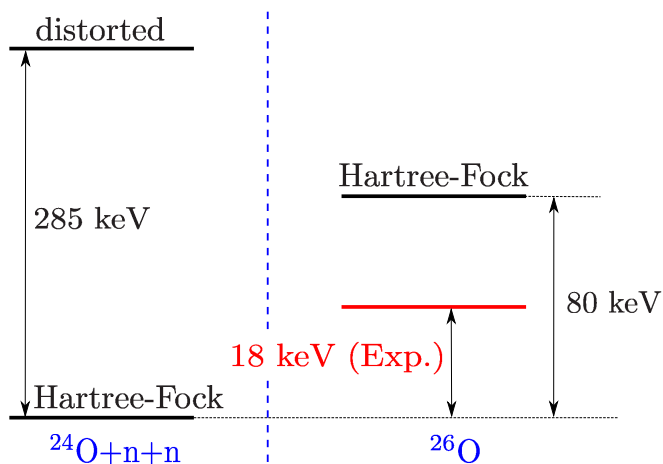 distorted
Hartree-Fock
285 keV
80 keV
18 keV (Exp.)
Hartree-Fock
²⁴O+n+n
²⁶O